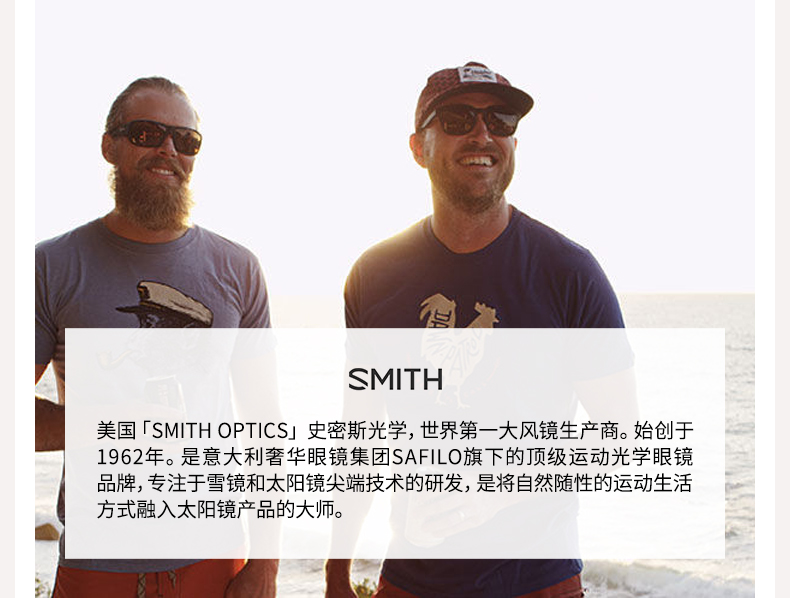 SMITH
美国「SMITH OPTICS」史密斯光学，世界第一大风镜生产商。始创于
1962年。是意大利奢华眼镜集团SAFILO旗下的顶级运动光学眼镜
品牌，专注于雪镜和太阳镜尖端技术的研发，是将自然随性的运动生活
方式融入太阳镜产品的大师。